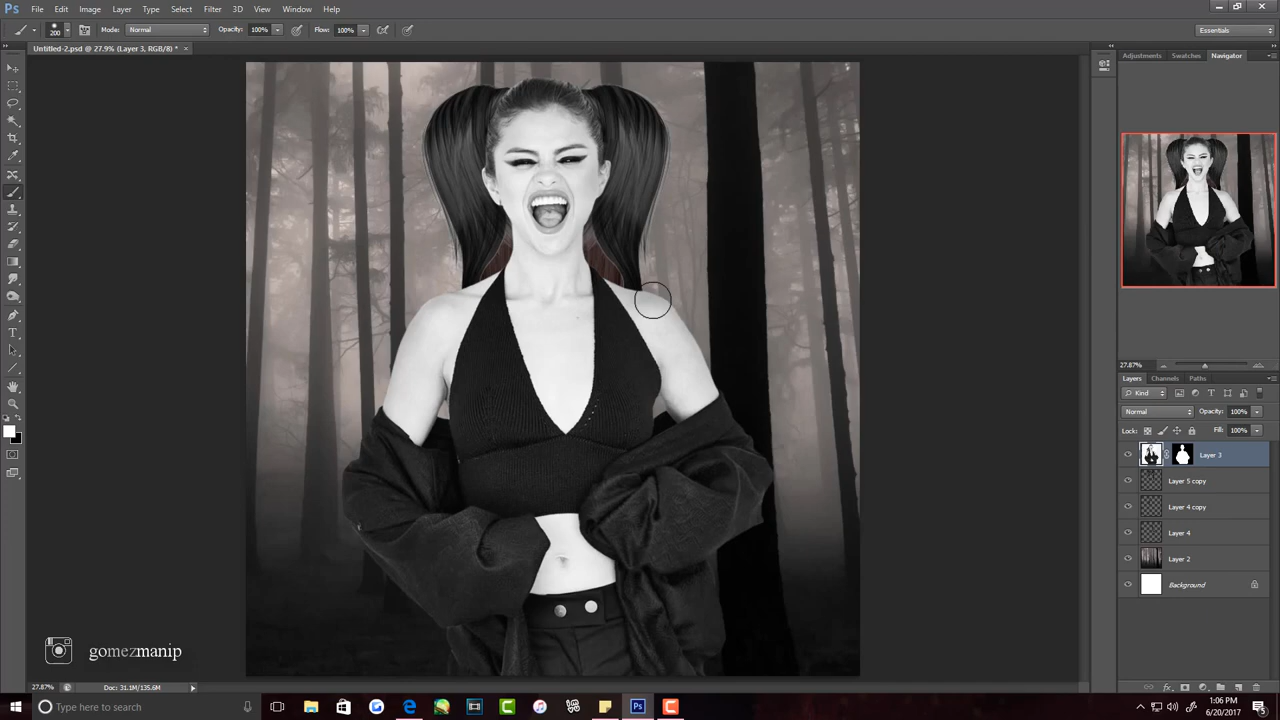 Ps File Edit Image Layer Type Select Filter 3D View Window Help
200 Mode: Normal Opacity: 100% Flow: 100% Essentials
Untitled-2.psd @ 27.9% (Layer 3, RGB/8) * ×
Adjustments Swatches Navigator
27.87%
Layers Channels Paths
Kind
Normal Opacity: 100%
Lock: Fill: 100%
Layer 3
Layer 5 copy
Layer 4 copy
Layer 4
Layer 2
Background
gomezmanip
27.87% Doc: 31.1M/135.6M
Type here to search
Ps
1:06 PM
6/20/2017